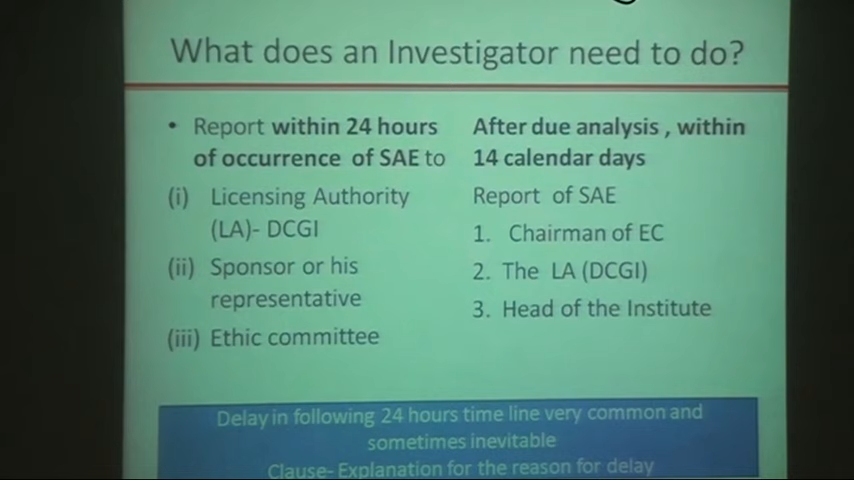 What does an Investigator need to do?
• Report within 24 hours
of occurrence of SAE to
(i) Licensing Authority
(LA)- DCGI
(ii) Sponsor or his
representative
(iii) Ethic committee
After due analysis , within
14 calendar days
Report of SAE
1. Chairman of EC
2. The LA (DCGI)
3. Head of the Institute
Delay in following 24 hours time line very common and
sometimes inevitable
Clause- Explanation for the reason for delay